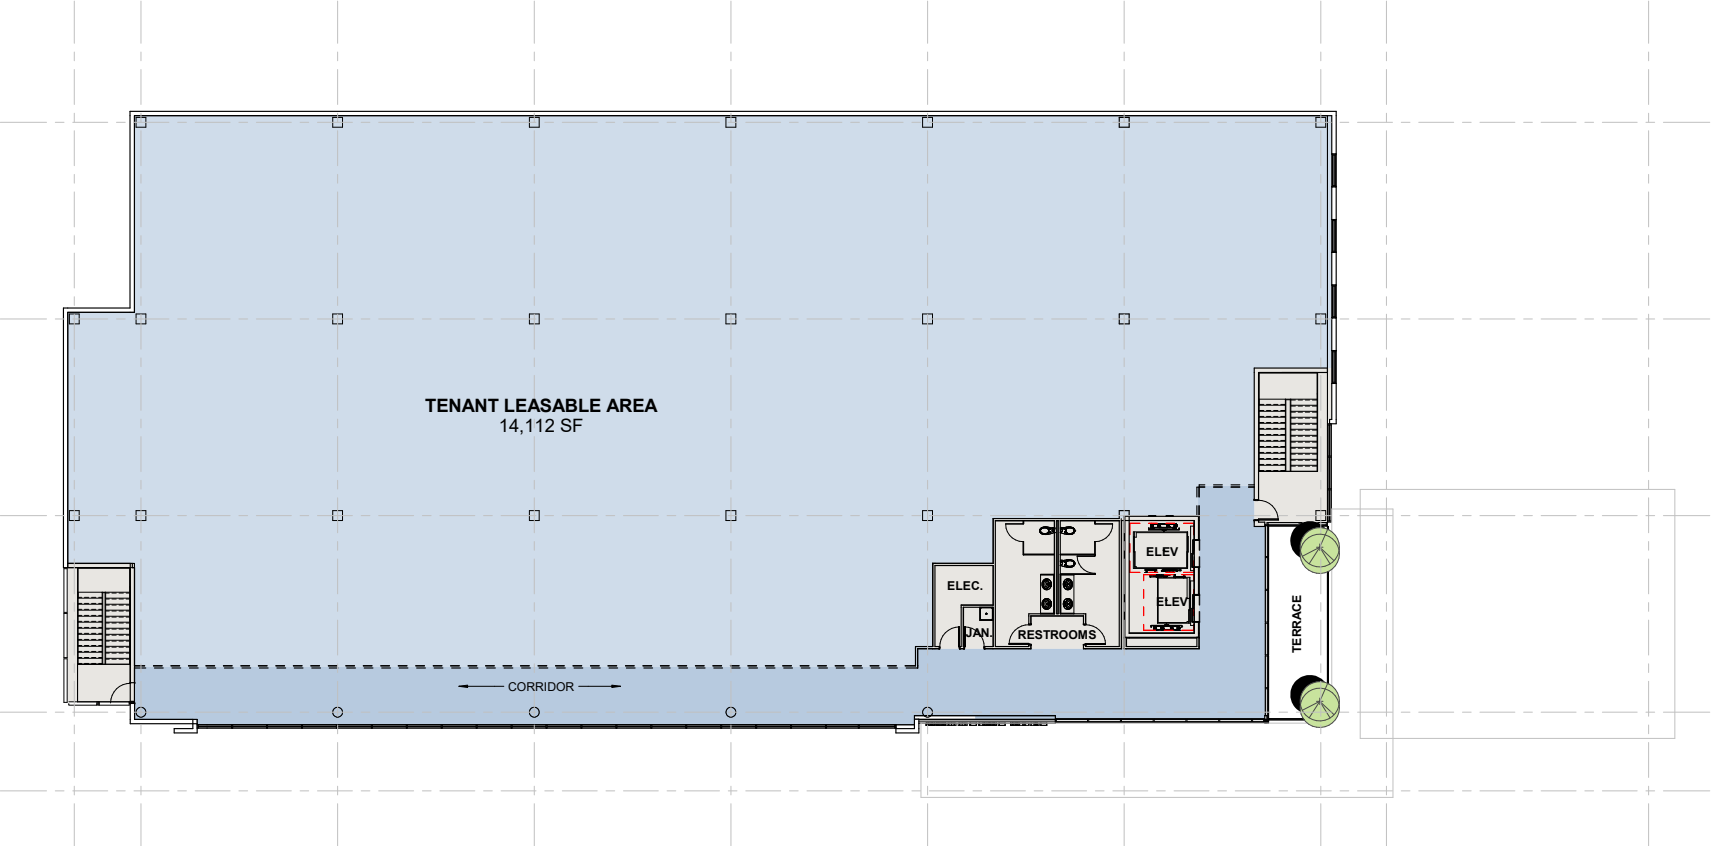 TENANT LEASABLE AREA
14,112 SF
ELEV
ELEC.
ELEV
TERRACE
JAN.
RESTROOMS
CORRIDOR